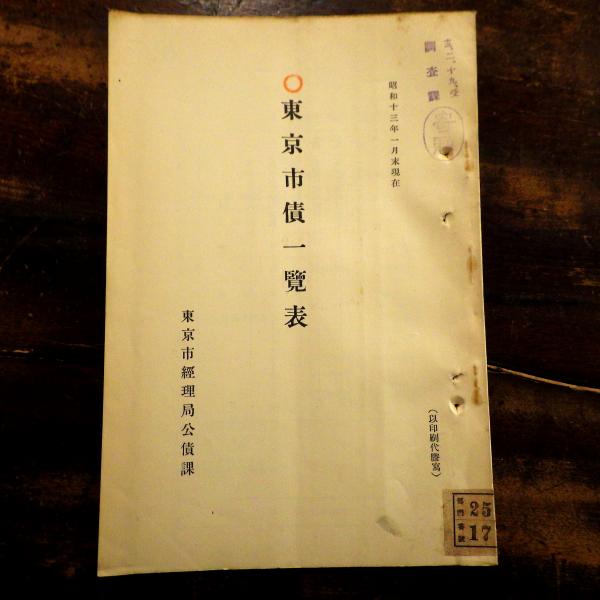 調査課
昭和十三年一月末現在
(以印刷代謄寫)
○東京市債一覽表
東京市經理局公債課
25
17